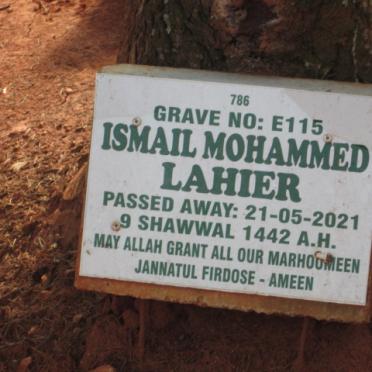 786
GRAVE NO: E115
ISMAIL MOHAMMED
LAHIER
PASSED AWAY: 21-05-2021
9 SHAWWAL 1442 A.H.
MAY ALLAH GRANT ALL OUR MARHOOMEEN
JANNATUL FIRDOSE - AMEEN